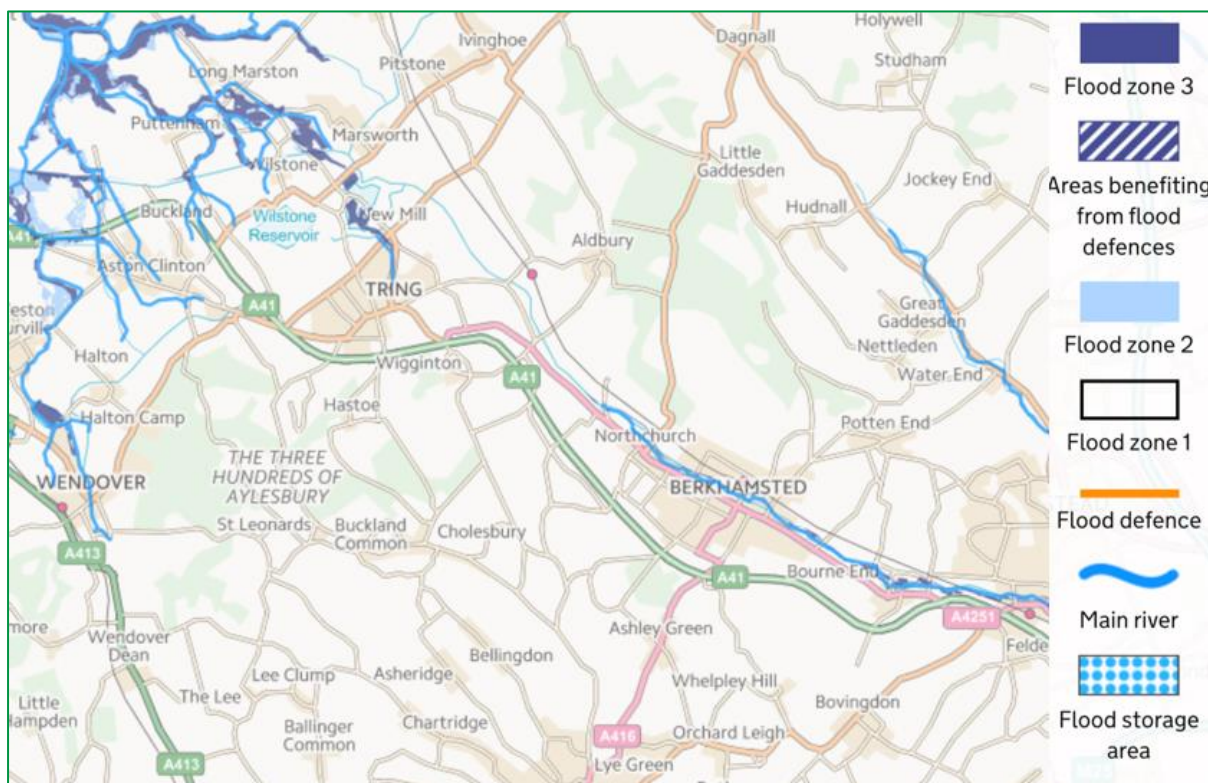 Holywell
Dagnall
Ivinghoe
Studham
Pitstone
Long Marston
Flood zone 3
Puttenham
Marsworth
Little
Gaddesden
Wilstone
Jockey End
Areas benefiting
from flood
defences
Buckland
New Mill
Hudnall
Wilstone
Reservoir
A41
Aldbury
Aston Clinton
TRING
A41
Great
Gaddesden
Flood zone 2
Halton
Nettleden
Wigginton
A41
Water End
Hastoe
Halton Camp
Potten End
Northchurch
Flood zone 1
THE THREE
HUNDREDS OF
AYLESBURY
WENDOVER
BERKHAMSTED
St Leonards
Buckland
Common
Cholesbury
Flood defence
A413
A41
Bourne End
Main river
A4251
Ashley Green
Wendover
Dean
Bellingdon
Lee Clump
Asheridge
Whelpley Hill
The Lee
Little
Bovingdon
Ballinger
Common
Chartridge
Orchard Leigh
A416
Flood storage
area
A413
Lye Green